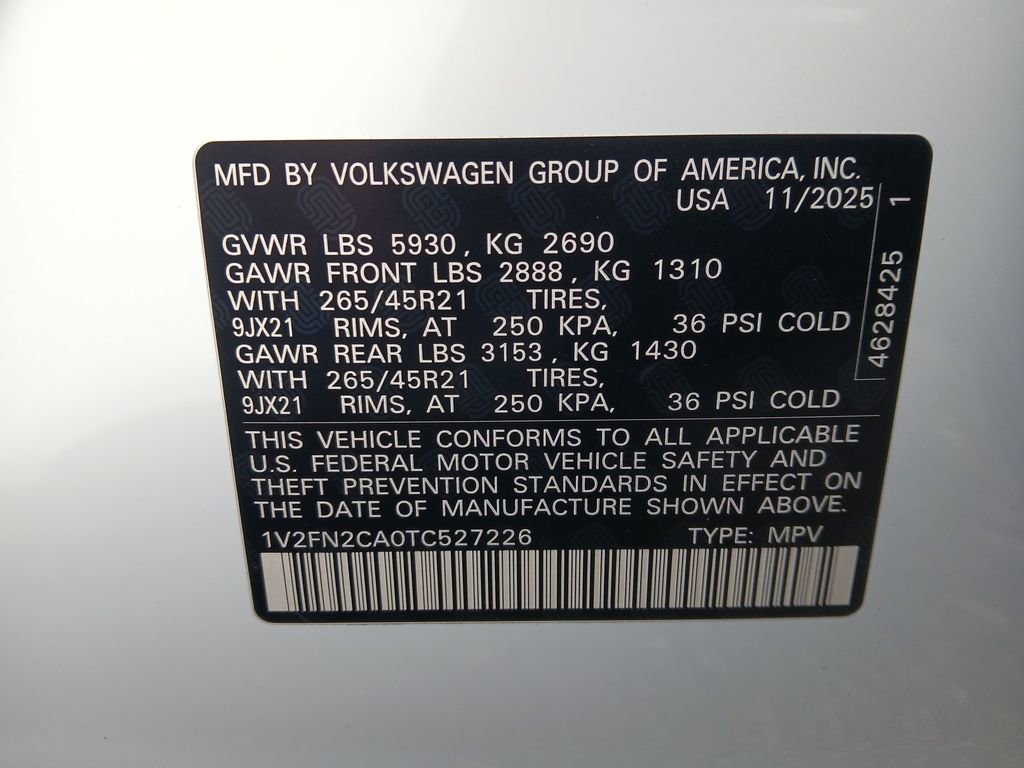 MFD BY VOLKSWAGEN GROUP OF AMERICA, INC.
USA 11/2025
GVWR LBS 5930, KG 2690
GAWR FRONT LBS 2888, KG 1310
WITH 265/45R21 TIRES,
9JX21 RIMS, AT 250 KPA, 36 PSI COLD
GAWR REAR LBS 3153, KG 1430
WITH 265/45R21 TIRES,
9JX21 RIMS, AT 250 KPA, 36 PSI COLD
4628425 1
THIS VEHICLE CONFORMS TO ALL APPLICABLE
U.S. FEDERAL MOTOR VEHICLE SAFETY AND
THEFT PREVENTION STANDARDS IN EFFECT ON
THE DATE OF MANUFACTURE SHOWN ABOVE.
1V2FN2CA0TC527226 TYPE: MPV